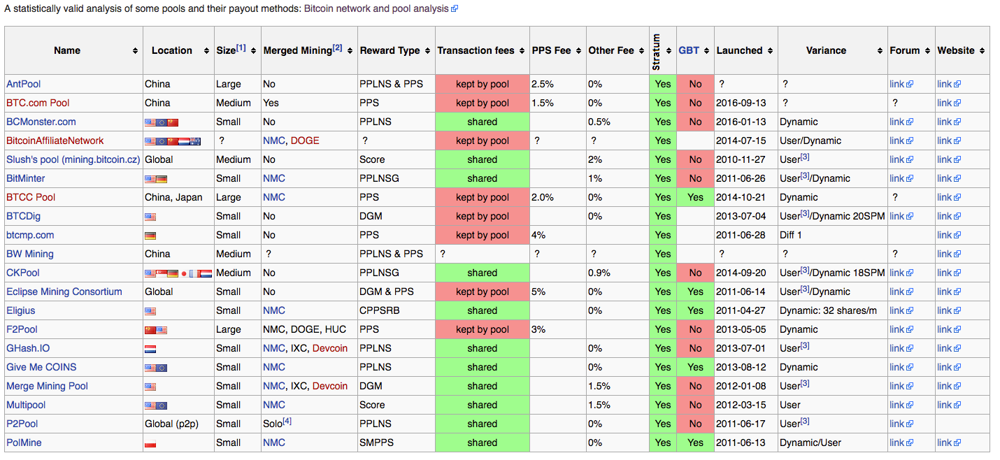 A statistically valid analysis of some pools and their payout methods: Bitcoin network and pool analysis
Name Location Size[1] Merged Mining[2] Reward Type Transaction fees PPS Fee Other Fee Stratum GBT Launched Variance Forum Website
AntPool China Large No PPLNS & PPS kept by pool 2.5% 0% Yes No ? ? link link
BTC.com Pool China Medium Yes PPS kept by pool 1.5% 0% Yes No 2016-09-13 ? ? link
BCMonster.com Small No PPLNS shared 0.5% Yes No 2016-01-13 Dynamic link link
BitcoinAffiliateNetwork ? NMC, DOGE ? kept by pool ? ? Yes 2014-07-15 User/Dynamic link link
Slush's pool (mining.bitcoin.cz) Global Medium No Score shared 2% Yes No 2010-11-27 User[3] link link
BitMinter Small NMC PPLNSG shared 1% Yes No 2011-06-26 User[3]/Dynamic link link
BTCC Pool China, Japan Large NMC PPS kept by pool 2.0% 0% Yes Yes 2014-10-21 Dynamic ? link
BTCDig Small No DGM kept by pool 0% Yes 2013-07-04 User[3]/Dynamic 20SPM link link
btcmp.com Small No PPS kept by pool 4% Yes 2011-06-28 Diff 1 link
BW Mining China Medium ? PPLNS & PPS ? ? ? Yes ? ? ? link
CKPool Medium No PPLNSG shared 0.9% Yes No 2014-09-20 User[3]/Dynamic 18SPM link link
Eclipse Mining Consortium Global Small No DGM & PPS kept by pool 5% 0% Yes Yes 2011-06-14 User[3]/Dynamic link link
Eligius Small NMC CPPSRB shared 0% Yes Yes 2011-04-27 Dynamic: 32 shares/m link link
F2Pool Large NMC, DOGE, HUC PPS kept by pool 3% Yes No 2013-05-05 Dynamic link link
GHash.IO Small NMC, IXC, Devcoin PPLNS shared 0% Yes No 2013-07-01 User[3] link link
Give Me COINS Small NMC PPLNS shared 0% Yes Yes 2013-08-12 Dynamic link link
Merge Mining Pool Small NMC, IXC, Devcoin DGM shared 1.5% Yes No 2012-01-08 User[3] link link
Multipool Small NMC Score shared 1.5% Yes No 2012-03-15 User link link
P2Pool Global (p2p) Small Solo[4] PPLNS shared 0% Yes No 2011-06-17 User[3] link
PolMine Small NMC SMPPS shared 0% Yes Yes 2011-06-13 Dynamic/User link link